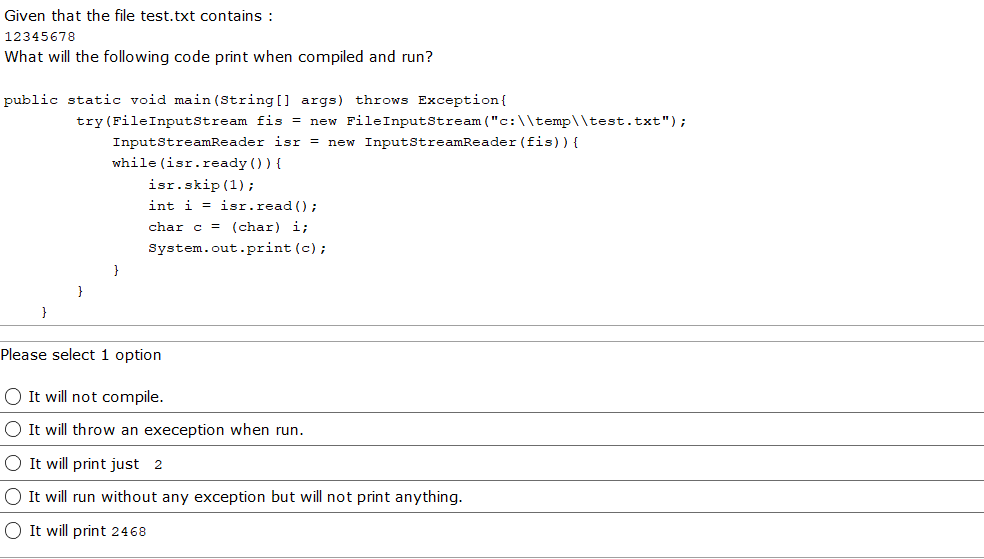 Given that the file test.txt contains :
12345678
What will the following code print when compiled and run?
public static void main(String[] args) throws Exception{
try(FileInputStream fis = new FileInputStream("c:\\temp\\test.txt");
InputStreamReader isr = new InputStreamReader(fis)){
while(isr.ready()){
isr.skip(1);
int i = isr.read();
char c = (char) i;
System.out.print(c);
}
}
}
Please select 1 option
It will not compile.
It will throw an exeception when run.
It will print just 2
It will run without any exception but will not print anything.
It will print 2468